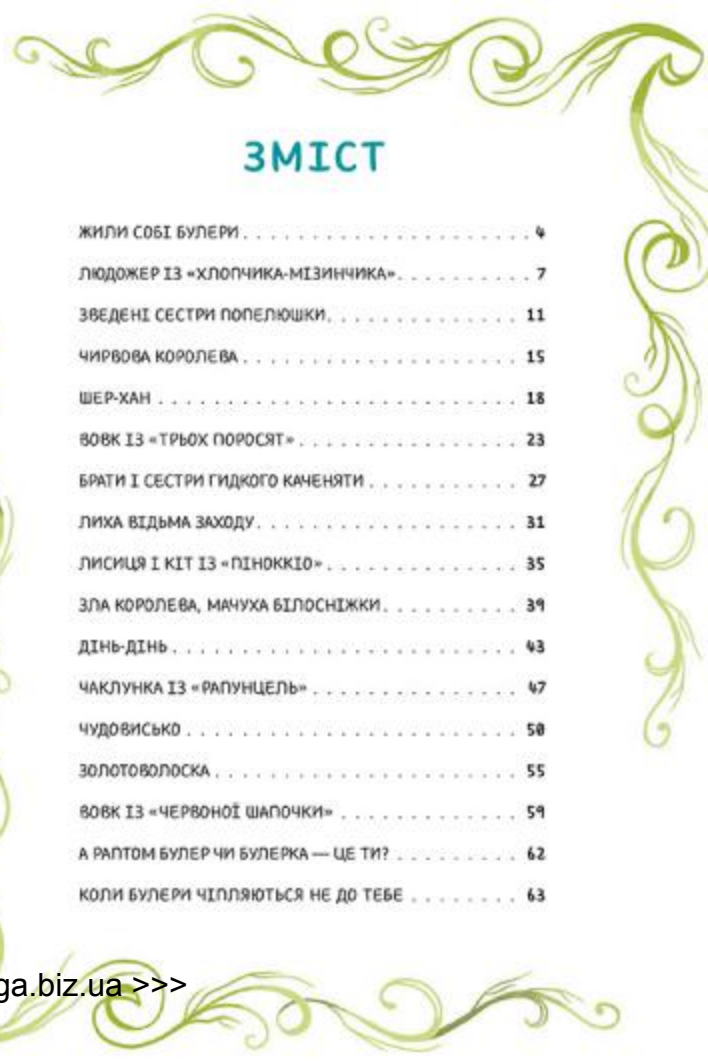 ЗМІСТ
ЖИЛИ СОБІ БУЛЕРИ . . . . . . . . . . . . . . . . . . . . . . 4
ЛЮДОЖЕР ІЗ «ХЛОПЧИКА-МІЗИНЧИКА» . . . . . . . . . . . 7
ЗВЕДЕНІ СЕСТРИ ПОПЕЛЮШКИ . . . . . . . . . . . . . . . 11
ЧИРВОВА КОРОЛЕВА . . . . . . . . . . . . . . . . . . . . 15
ШЕР-ХАН . . . . . . . . . . . . . . . . . . . . . . . . . . 18
ВОВК ІЗ «ТРЬОХ ПОРОСЯТ» . . . . . . . . . . . . . . . . 23
БРАТИ І СЕСТРИ ГИДКОГО КАЧЕНЯТИ . . . . . . . . . . . 27
ЛИХА ВІДЬМА ЗАХОДУ . . . . . . . . . . . . . . . . . . . 31
ЛИСИЦЯ І КІТ ІЗ «ПІНОККІО» . . . . . . . . . . . . . . 35
ЗЛА КОРОЛЕВА, МАЧУХА БІЛОСНІЖКИ . . . . . . . . . . 39
ДІНЬ-ДІНЬ . . . . . . . . . . . . . . . . . . . . . . . . . 43
ЧАКЛУНКА ІЗ «РАПУНЦЕЛЬ» . . . . . . . . . . . . . . . 47
ЧУДОВИСЬКО . . . . . . . . . . . . . . . . . . . . . . . . 50
ЗОЛОТОВОЛОСКА . . . . . . . . . . . . . . . . . . . . . . 55
ВОВК ІЗ «ЧЕРВОНОЇ ШАПОЧКИ» . . . . . . . . . . . . . 59
А РАПТОМ БУЛЕР ЧИ БУЛЕРКА — ЦЕ ТИ? . . . . . . . . . 62
КОЛИ БУЛЕРИ ЧІПЛЯЮТЬСЯ НЕ ДО ТЕБЕ . . . . . . . . 63
ga.biz.ua >>>